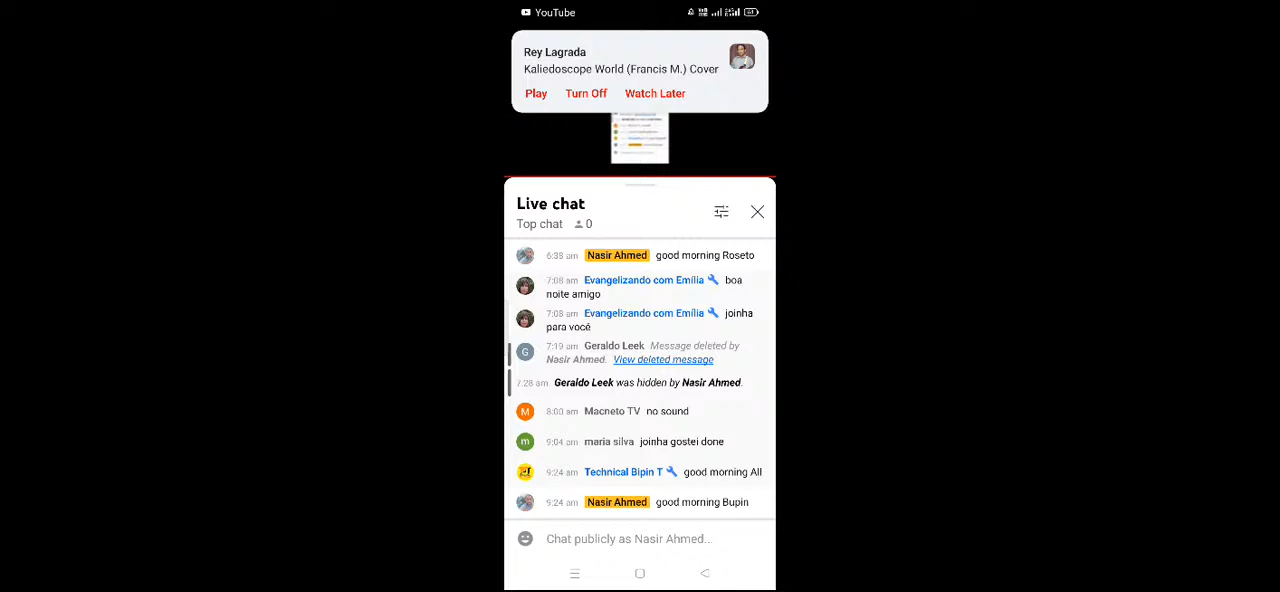 YouTube
Rey Lagrada
Kaliedoscope World (Francis M.) Cover
Play Turn Off Watch Later
Live chat
Top chat 0
6:38 am Nasir Ahmed good morning Roseto
7:08 am Evangelizando com Emília boa
noite amigo
7:08 am Evangelizando com Emília joinha
para você
G 7:19 am Geraldo Leek Message deleted by
Nasir Ahmed. View deleted message
7:28 am Geraldo Leek was hidden by Nasir Ahmed.
M 8:00 am Macneto TV no sound
m 9:04 am maria silva joinha gostei done
9:24 am Technical Bipin T good morning All
9:24 am Nasir Ahmed good morning Bupin
Chat publicly as Nasir Ahmed...